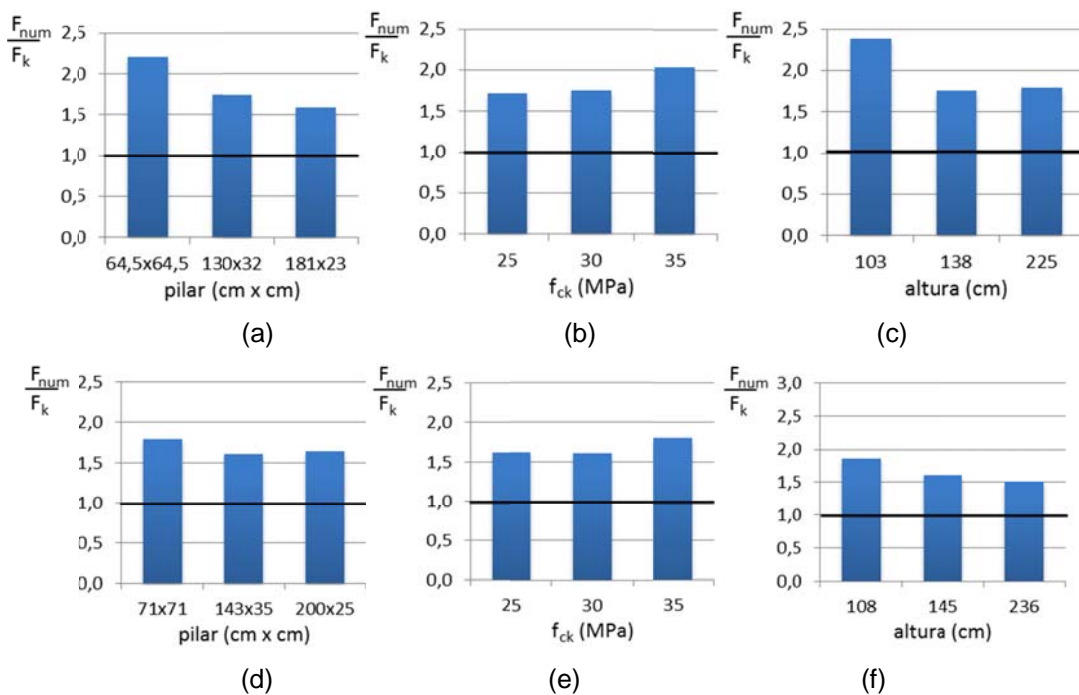 F_num
F_k
2,5
2,0
1,5
1,0
0,5
0,0
64,5x64,5 130x32 181x23
pilar (cm x cm)
(a)
F_num
F_k
2,5
2,0
1,5
1,0
0,5
0,0
25 30 35
f_ck (MPa)
(b)
F_num
F_k
2,5
2,0
1,5
1,0
0,5
0,0
103 138 225
altura (cm)
(c)
F_num
F_k
2,5
2,0
1,5
1,0
0,5
0,0
71x71 143x35 200x25
pilar (cm x cm)
(d)
F_num
F_k
2,5
2,0
1,5
1,0
0,5
0,0
25 30 35
f_ck (MPa)
(e)
F_num
F_k
3,0
2,5
2,0
1,5
1,0
0,5
0,0
108 145 236
altura (cm)
(f)